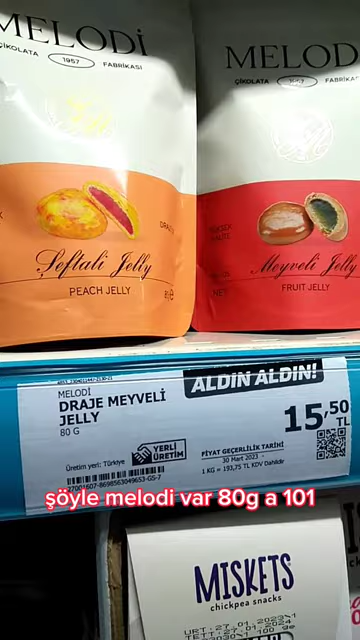 MELODİ
ÇİKOLATA 1957 FABRİKASI
Şeftali Jelly
PEACH JELLY
MELODİ
ÇİKOLATA 1957 FABRİKASI
Meyveli Jelly
FRUIT JELLY
ALDIN ALDIN!
MELODİ
DRAJE MEYVELİ
JELLY
80 G
15,50
TL
YERLİ
ÜRETİM
Üretim yeri: Türkiye
FİYAT GEÇERLİLİK TARİHİ
30 Mart 2023
1 KG = 193,75 TL KDV Dahildir
şöyle melodi var 80g a 101
MISKETS
chickpea snacks